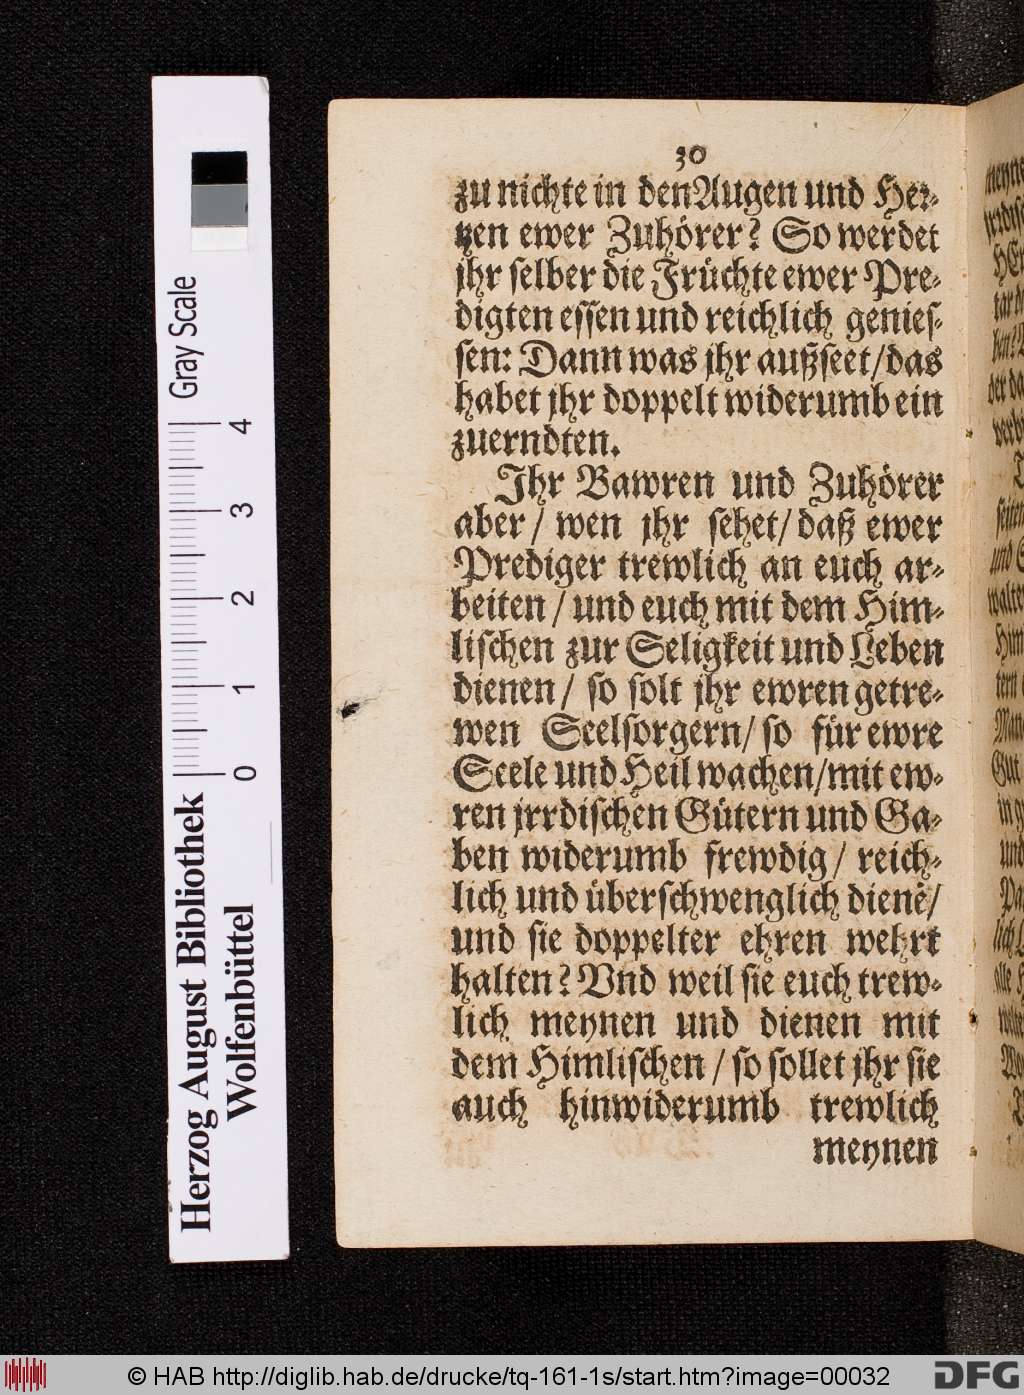 30
zu nichte in den Augen und Her-
tzen ewer Zuhörer? So werdet
jhr selber die Früchte ewer Pre-
digten essen und reichlich genies-
sen: Dann was jhr außseet/das
habet jhr doppelt widerumb ein
zuerndten.
Ihr Bawren und Zuhörer
aber/ wen jhr sehet/ daß ewer
Prediger trewlich an euch ar-
beiten/ und euch mit dem Him-
lischen zur Seligkeit und Leben
dienen/ so solt jhr ewren getre-
wen Seelsorgern/ so für ewre
Seele und Heil wachen/mit ew-
ren jrrdischen Gütern und Ga-
ben widerumb frewdig/ reich-
lich und überschwenglich dienē/
und sie doppelter ehren wehrt
halten? Vnd weil sie euch trew-
lich meynen und dienen mit
dem Himlischen/ so sollet jhr sie
auch hinwiderumb trewlich
meynen
Herzog August Bibliothek
Wolfenbüttel
0 1 2 3 4
Gray Scale
© HAB http://diglib.hab.de/drucke/tq-161-1s/start.htm?image=00032
DFG